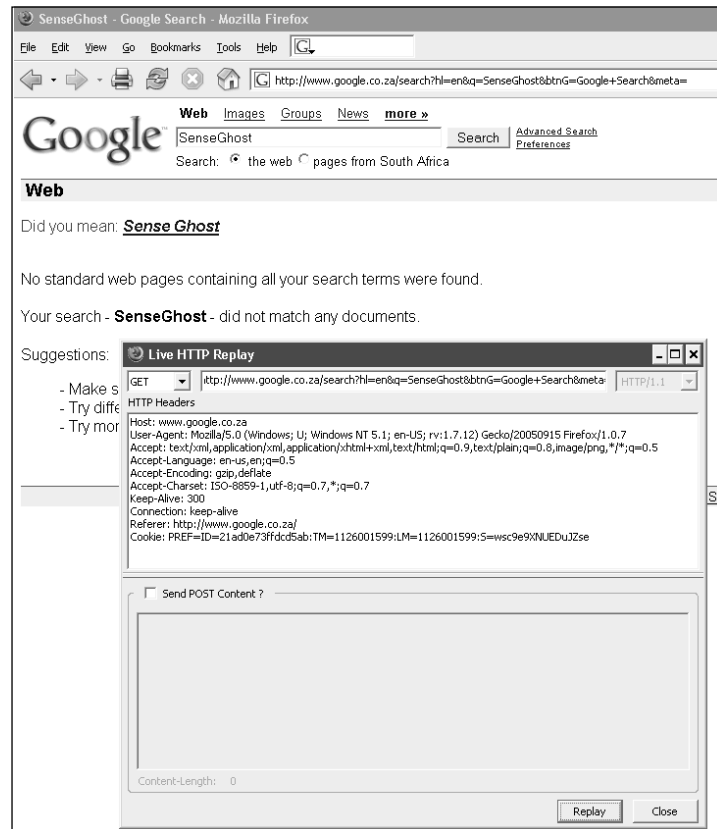 SenseGhost - Google Search - Mozilla Firefox
File Edit View Go Bookmarks Tools Help G
G http://www.google.co.za/search?hl=en&q=SenseGhost&btnG=Google+Search&meta=
Google™
Web Images Groups News more »
SenseGhost Search Advanced Search
Preferences
Search: the web pages from South Africa
Web
Did you mean: Sense Ghost
No standard web pages containing all your search terms were found.
Your search - SenseGhost - did not match any documents.
Suggestions:
- Make s
- Try diffe
- Try mor
S
Live HTTP Replay
GET ttp://www.google.co.za/search?hl=en&q=SenseGhost&btnG=Google+Search&meta= HTTP/1.1
HTTP Headers
Host: www.google.co.za
User-Agent: Mozilla/5.0 (Windows; U; Windows NT 5.1; en-US; rv:1.7.12) Gecko/20050915 Firefox/1.0.7
Accept: text/xml,application/xml,application/xhtml+xml,text/html;q=0.9,text/plain;q=0.8,image/png,*/*;q=0.5
Accept-Language: en-us,en;q=0.5
Accept-Encoding: gzip,deflate
Accept-Charset: ISO-8859-1,utf-8;q=0.7,*;q=0.7
Keep-Alive: 300
Connection: keep-alive
Referer: http://www.google.co.za/
Cookie: PREF=ID=21ad0e73ffdcd5ab:TM=1126001599:LM=1126001599:S=wsc9e9XNUEDuJZse
Send POST Content ?
Content-Length: 0
Replay Close